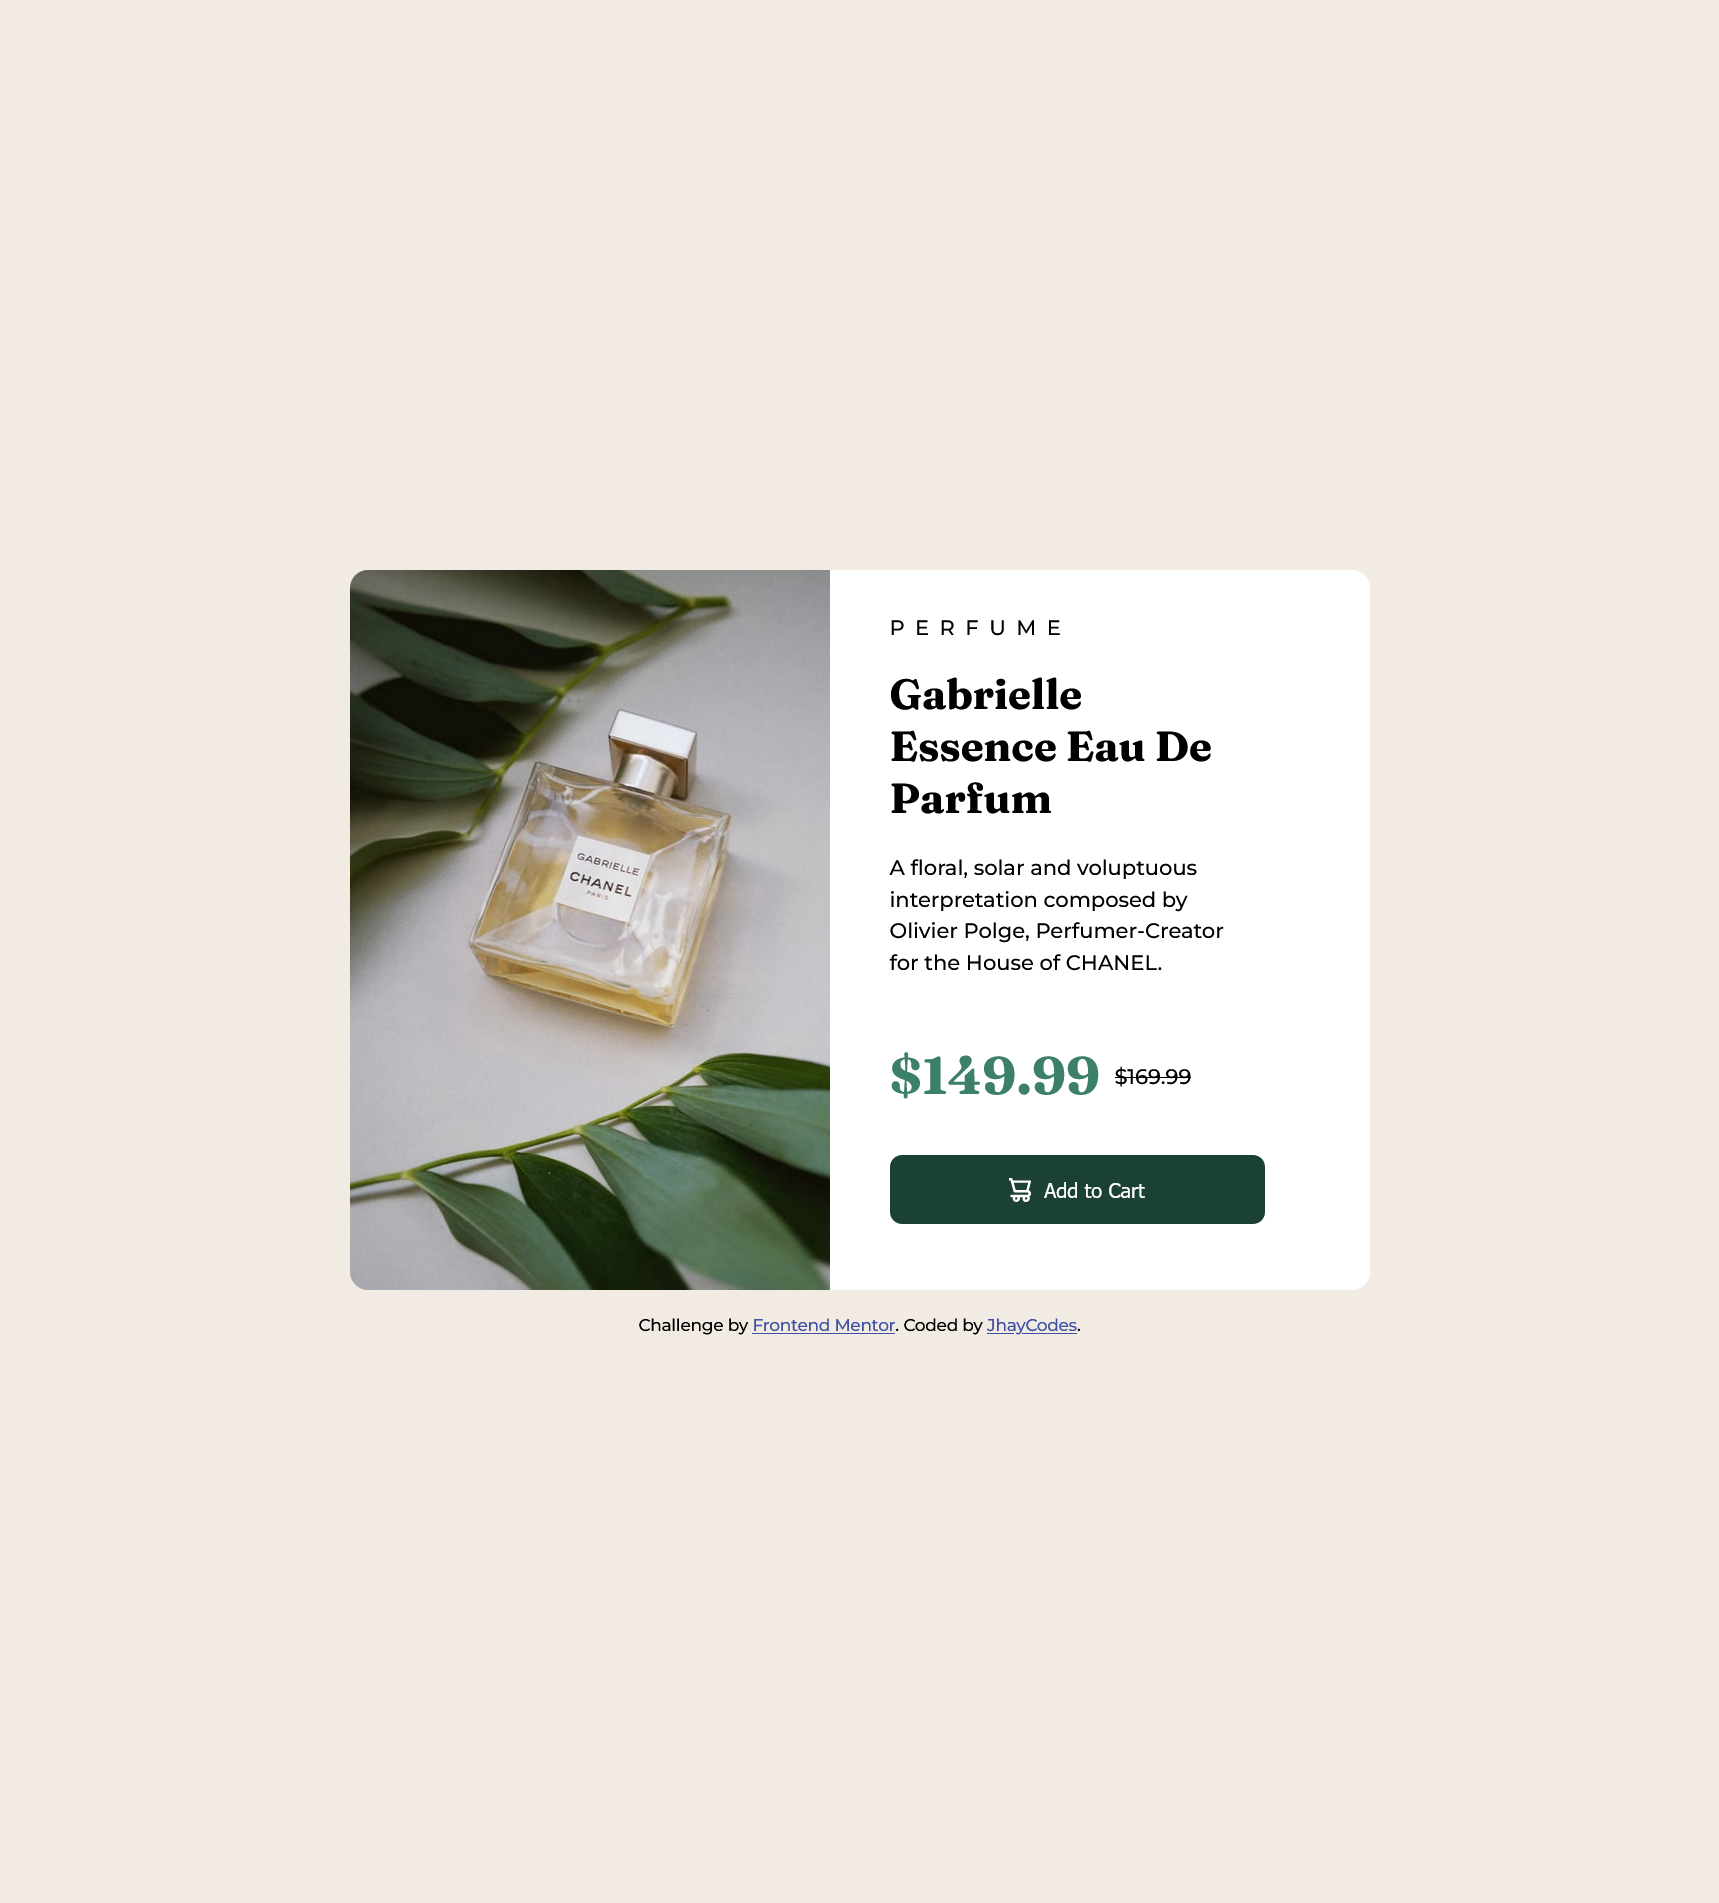 GABRIELLE
CHANEL
PARIS
PERFUME
Gabrielle
Essence Eau De
Parfum
A floral, solar and voluptuous
interpretation composed by
Olivier Polge, Perfumer-Creator
for the House of CHANEL.
$149.99 $169.99
Add to Cart
Challenge by Frontend Mentor. Coded by JhayCodes.